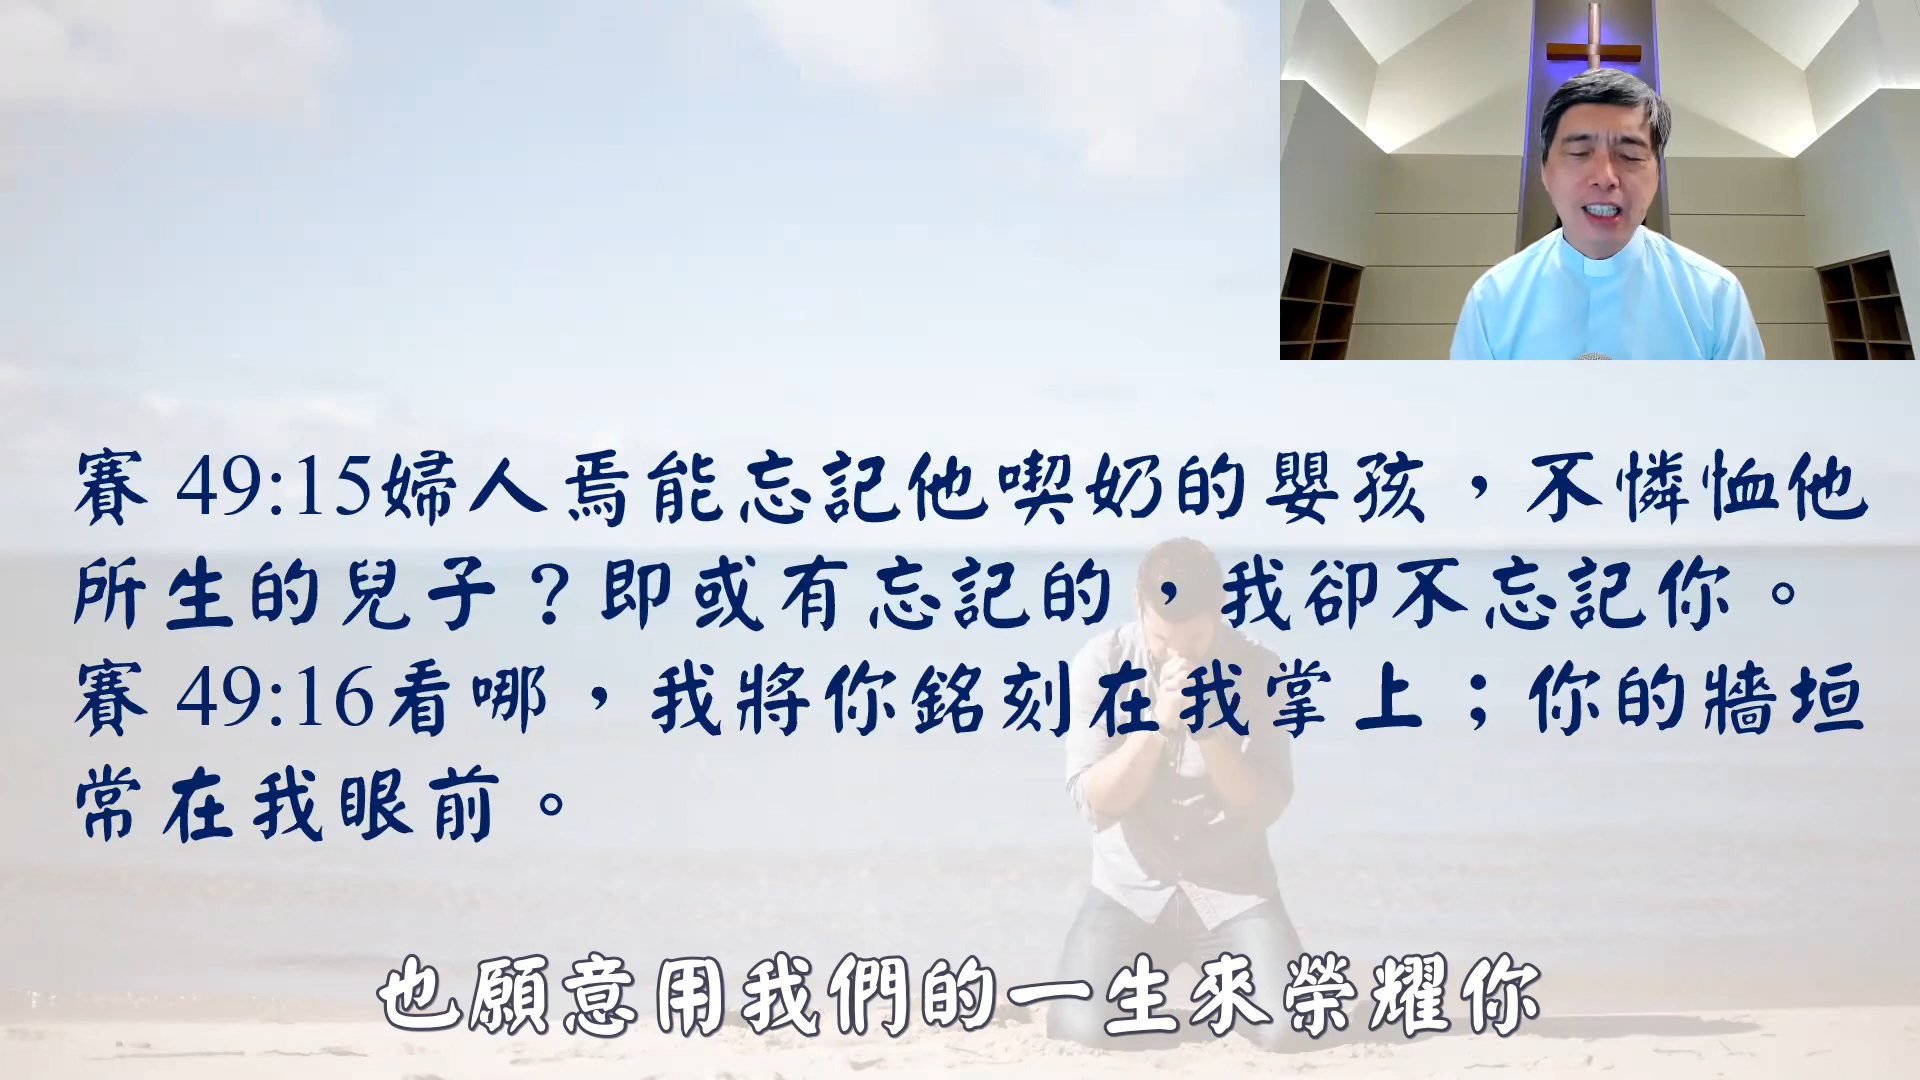 賽 49:15婦人焉能忘記他喫奶的嬰孩，不憐恤他
所生的兒子？即或有忘記的，我卻不忘記你。
賽 49:16看哪，我將你銘刻在我掌上；你的牆垣
常在我眼前。
也願意用我們的一生來榮耀你